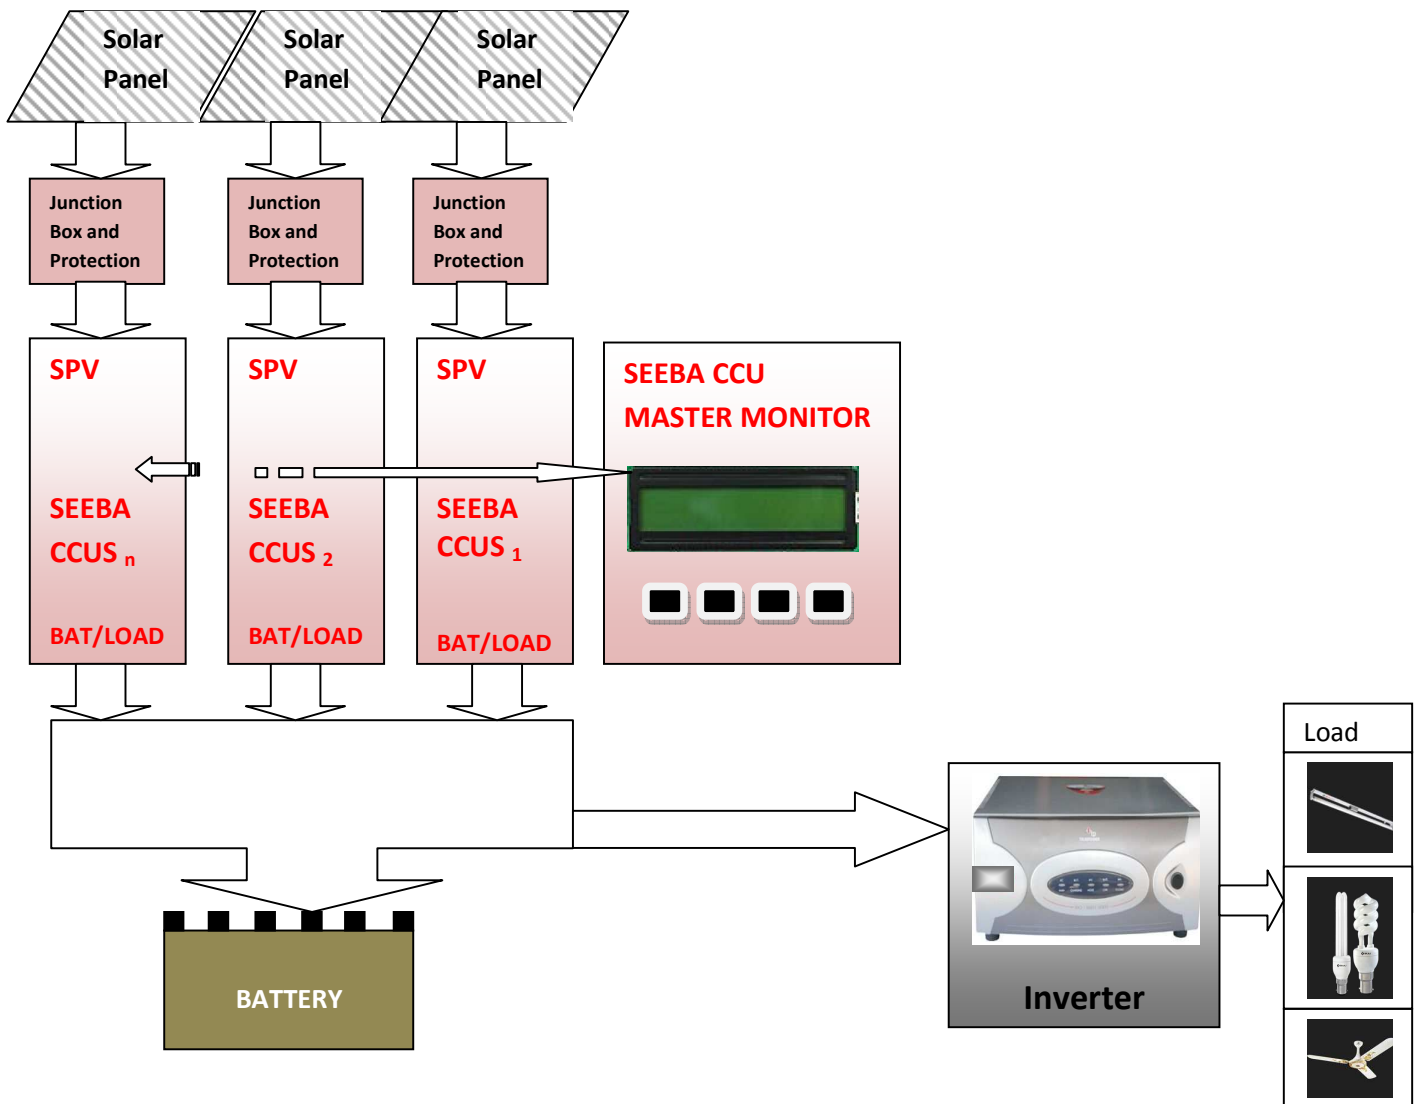 Solar
Panel
Solar
Panel
Solar
Panel
Junction
Box and
Protection
Junction
Box and
Protection
Junction
Box and
Protection
SPV
SEEBA
CCUS n
BAT/LOAD
SPV
SEEBA
CCUS 2
BAT/LOAD
SPV
SEEBA
CCUS 1
BAT/LOAD
SEEBA CCU
MASTER MONITOR
BATTERY
Inverter
Load